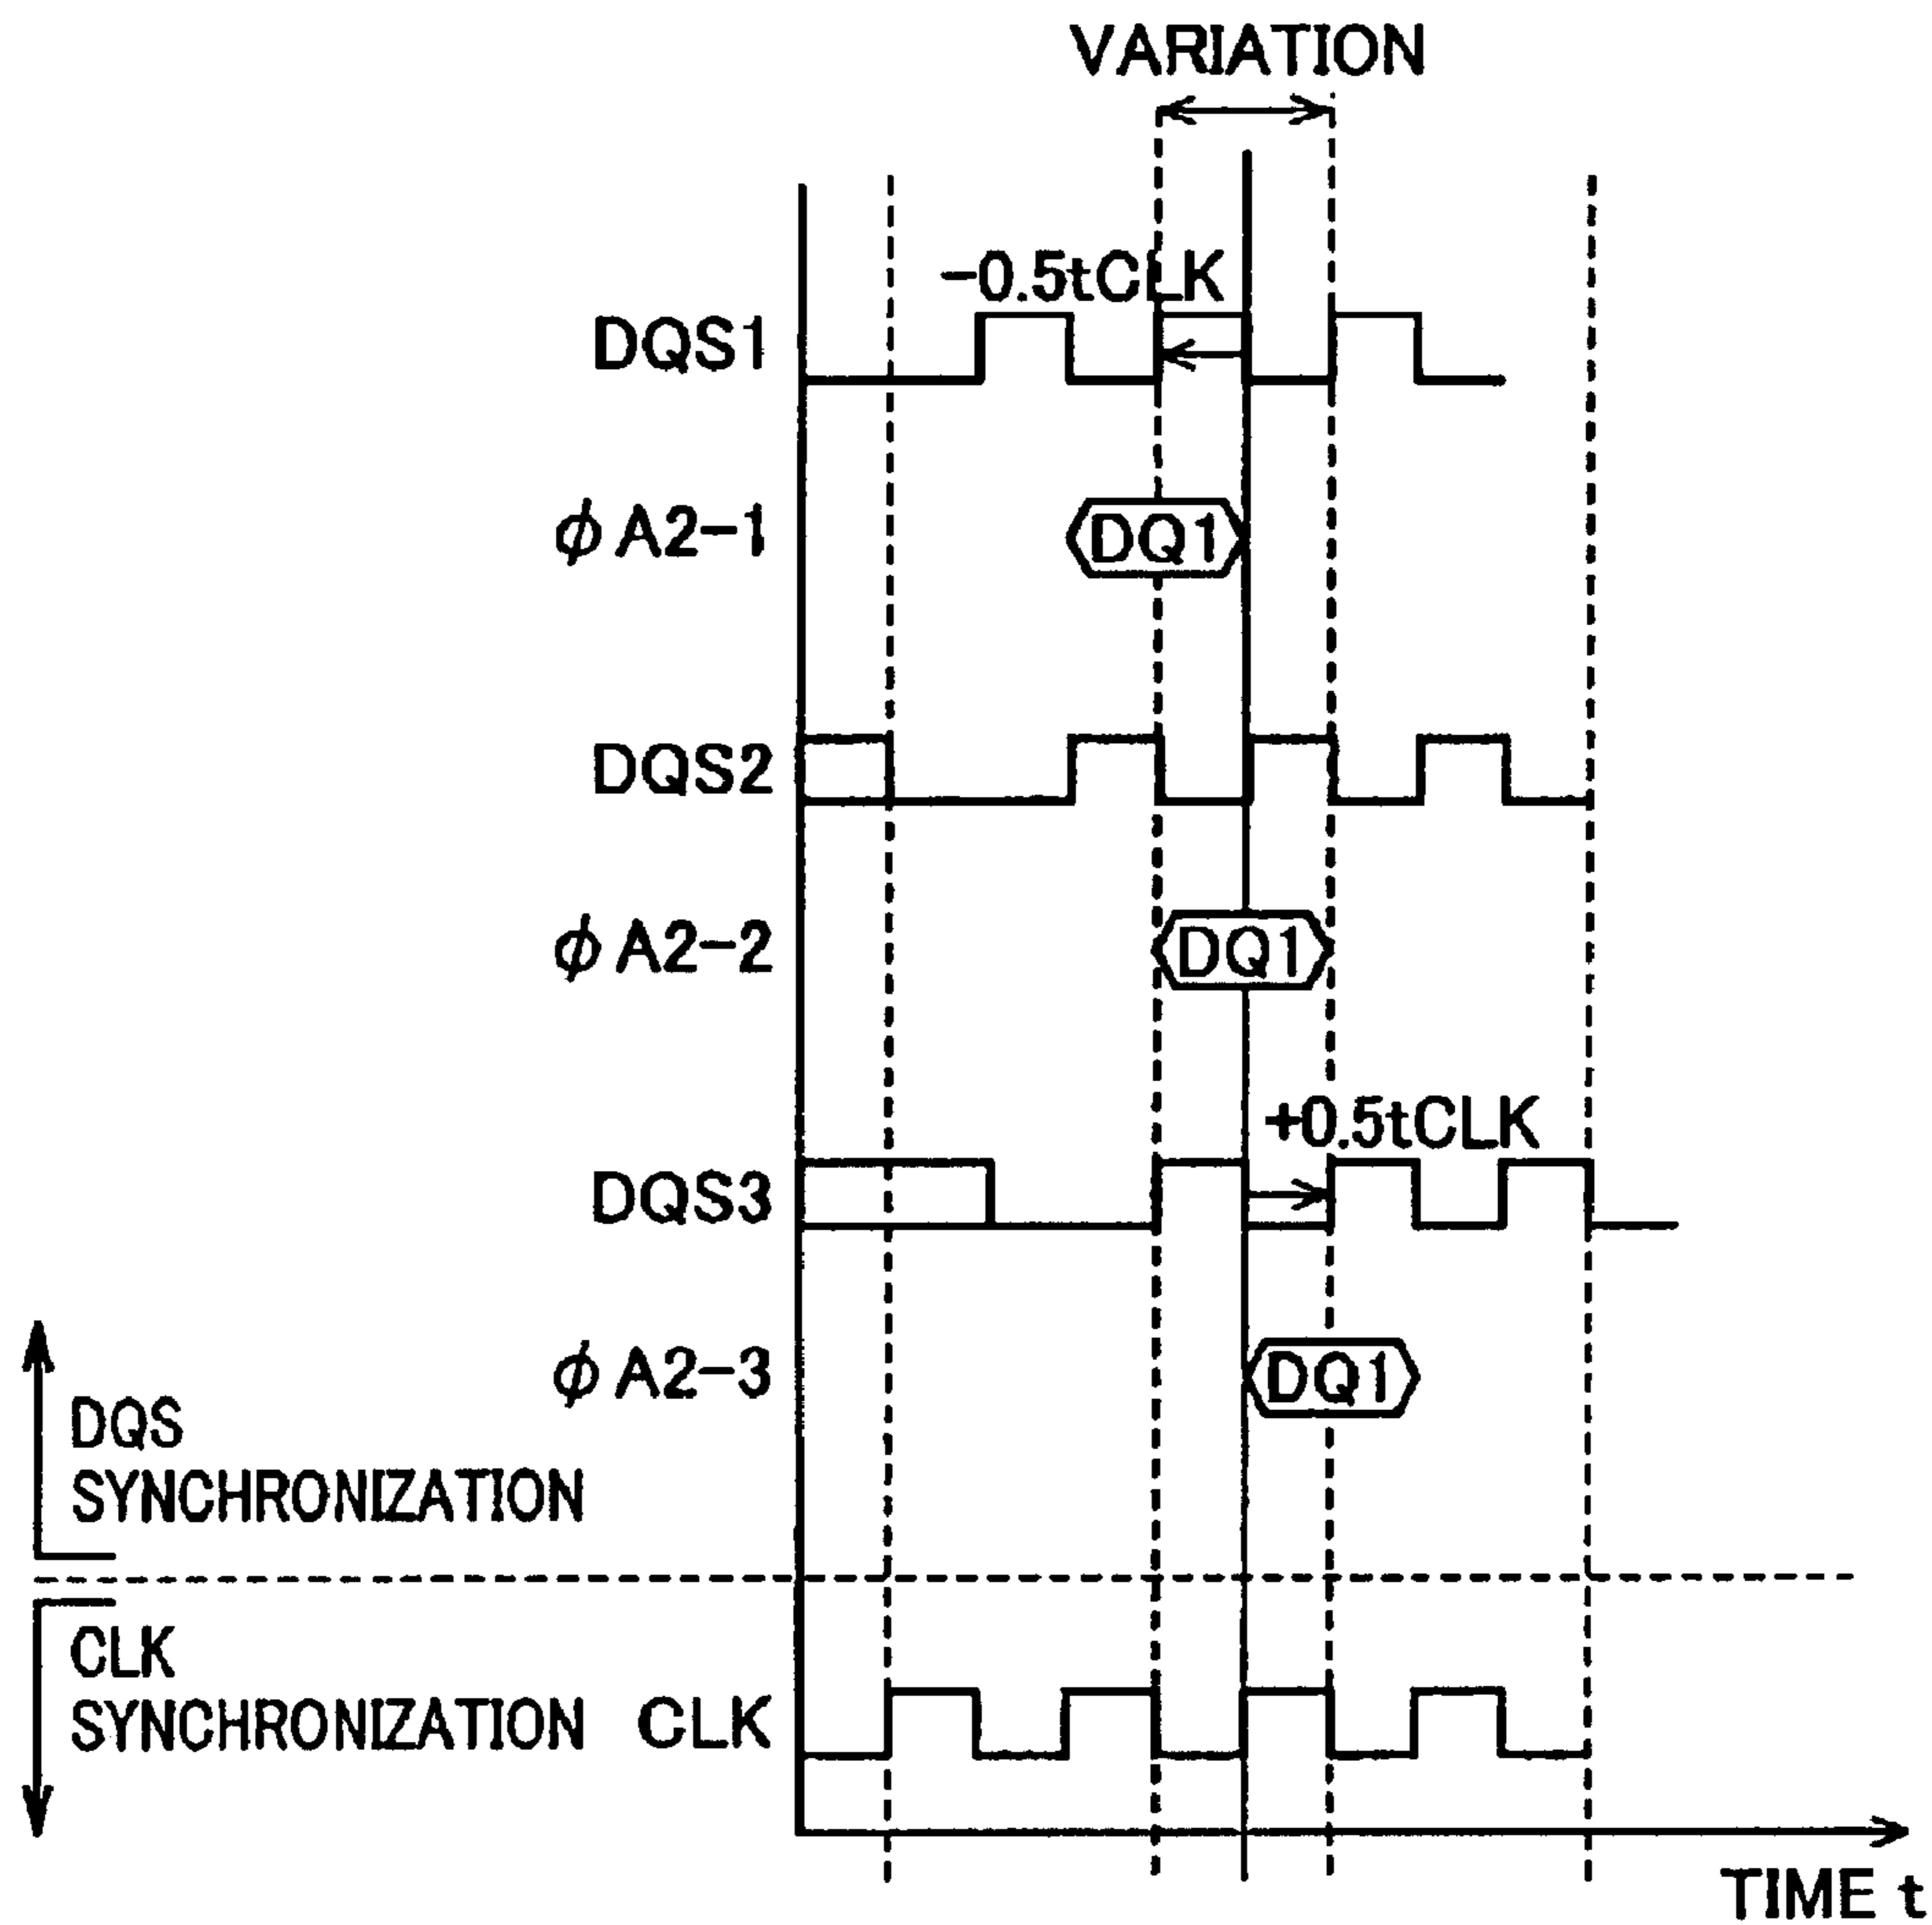 VARIATION
-0.5tCLK
DQS1
ϕA2-1
DQ1
DQS2
ϕA2-2
DQ1
+0.5tCLK
DQS3
ϕA2-3
DQ1
DQS
SYNCHRONIZATION
CLK
SYNCHRONIZATION CLK
TIME t